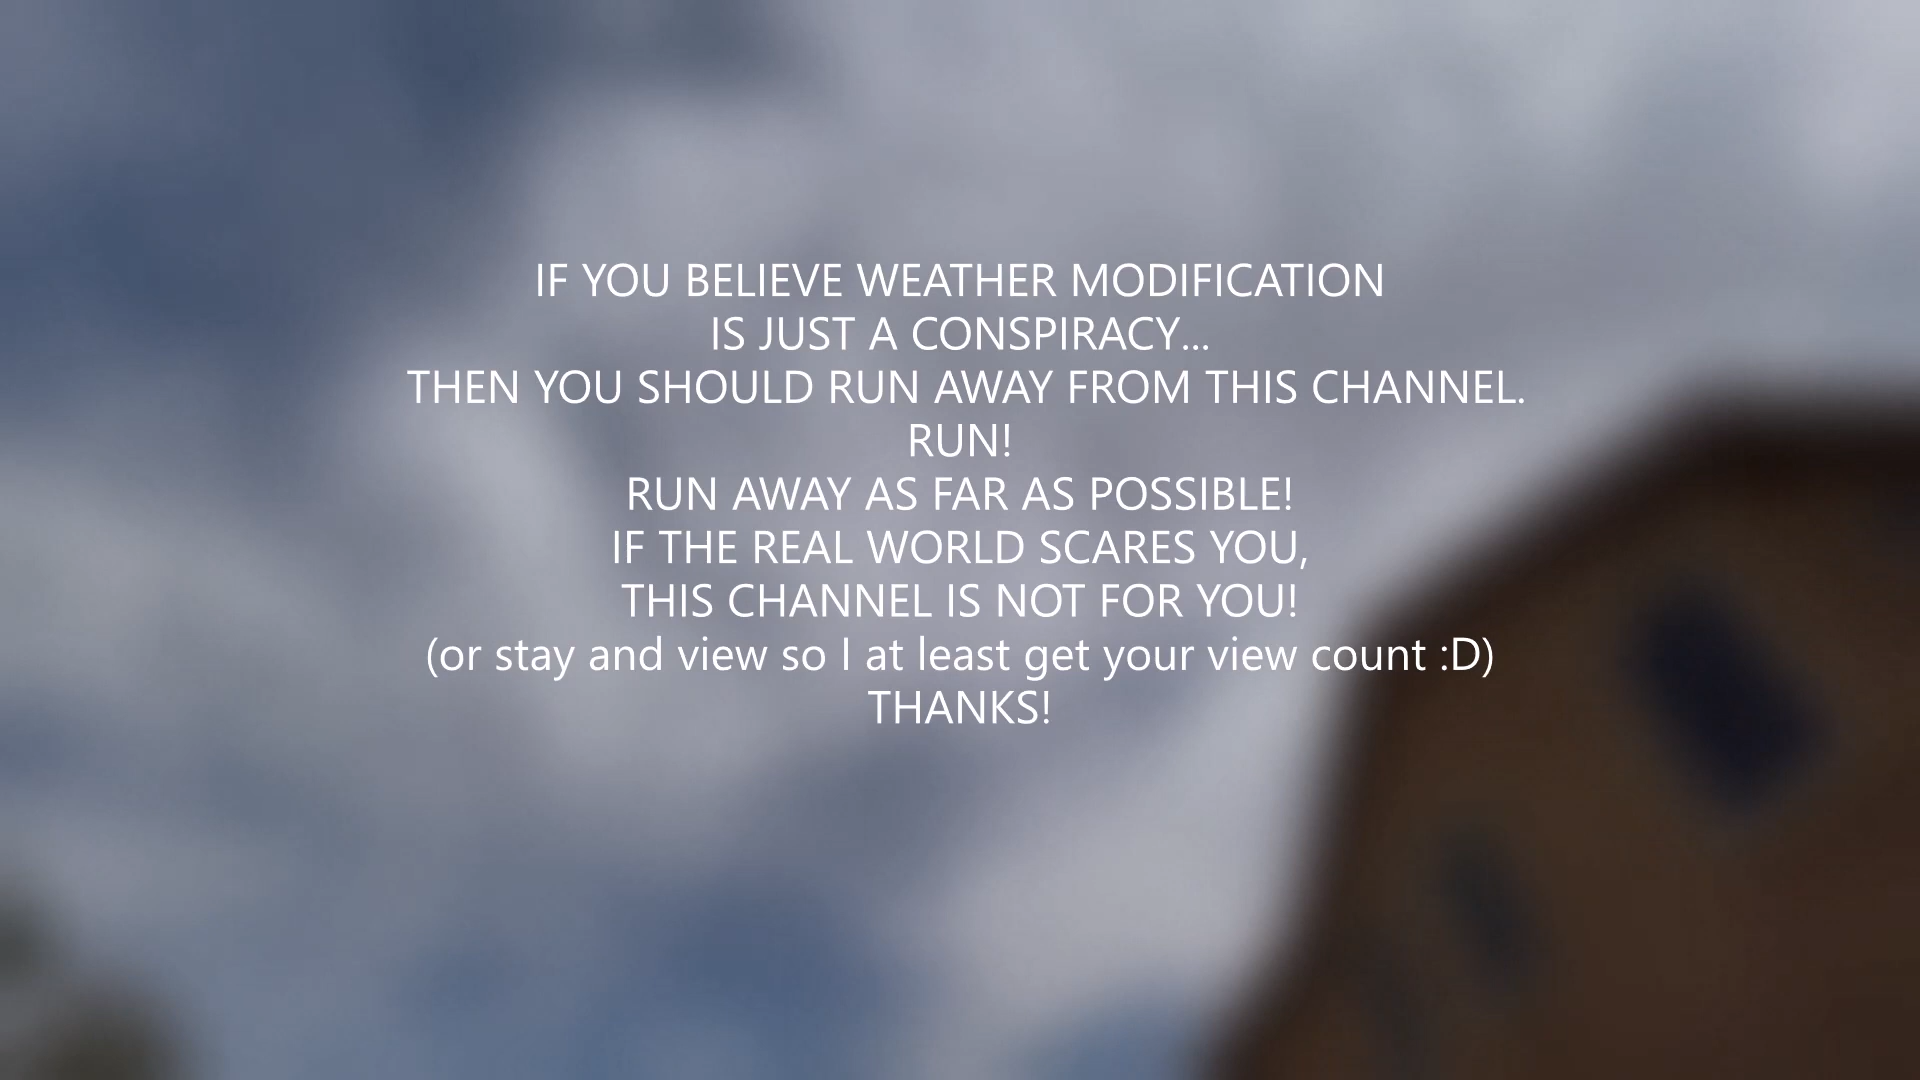 IF YOU BELIEVE WEATHER MODIFICATION
IS JUST A CONSPIRACY...
THEN YOU SHOULD RUN AWAY FROM THIS CHANNEL.
RUN!
RUN AWAY AS FAR AS POSSIBLE!
IF THE REAL WORLD SCARES YOU,
THIS CHANNEL IS NOT FOR YOU!
(or stay and view so I at least get your view count :D)
THANKS!